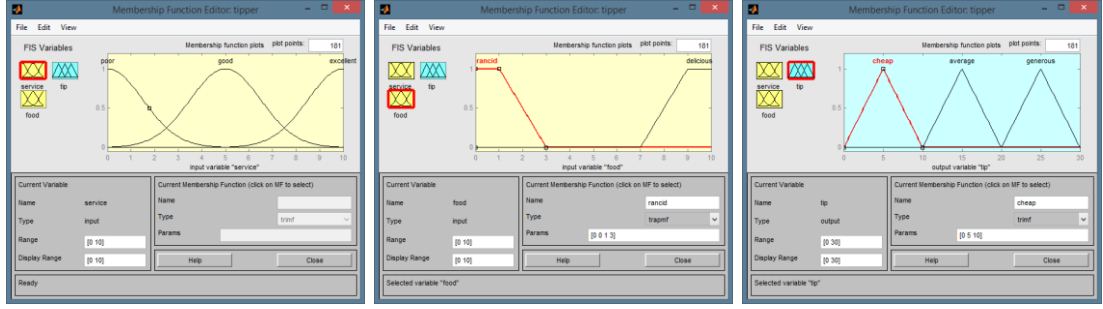 Membership Function Editor: tipper
File Edit View
FIS Variables
Membership function plots plot points: 181
service tip
food
poor good excellent
1
0.5
0
0 1 2 3 4 5 6 7 8 9 10
input variable "service"
Current Variable
Name service
Type input
Range [0 10]
Display Range [0 10]
Current Membership Function (click on MF to select)
Name
Type trimf
Params
Help Close
Ready
Membership Function Editor: tipper
File Edit View
FIS Variables
Membership function plots plot points: 181
service tip
food
rancid delicious
1
0.5
0
0 1 2 3 4 5 6 7 8 9 10
input variable "food"
Current Variable
Name food
Type input
Range [0 10]
Display Range [0 10]
Current Membership Function (click on MF to select)
Name rancid
Type trapmf
Params [0 0 1 3]
Help Close
Selected variable "food"
Membership Function Editor: tipper
File Edit View
FIS Variables
Membership function plots plot points: 181
service tip
food
cheap average generous
1
0.5
0
0 5 10 15 20 25 30
output variable "tip"
Current Variable
Name tip
Type output
Range [0 30]
Display Range [0 30]
Current Membership Function (click on MF to select)
Name cheap
Type trimf
Params [0 5 10]
Help Close
Selected variable "tip"